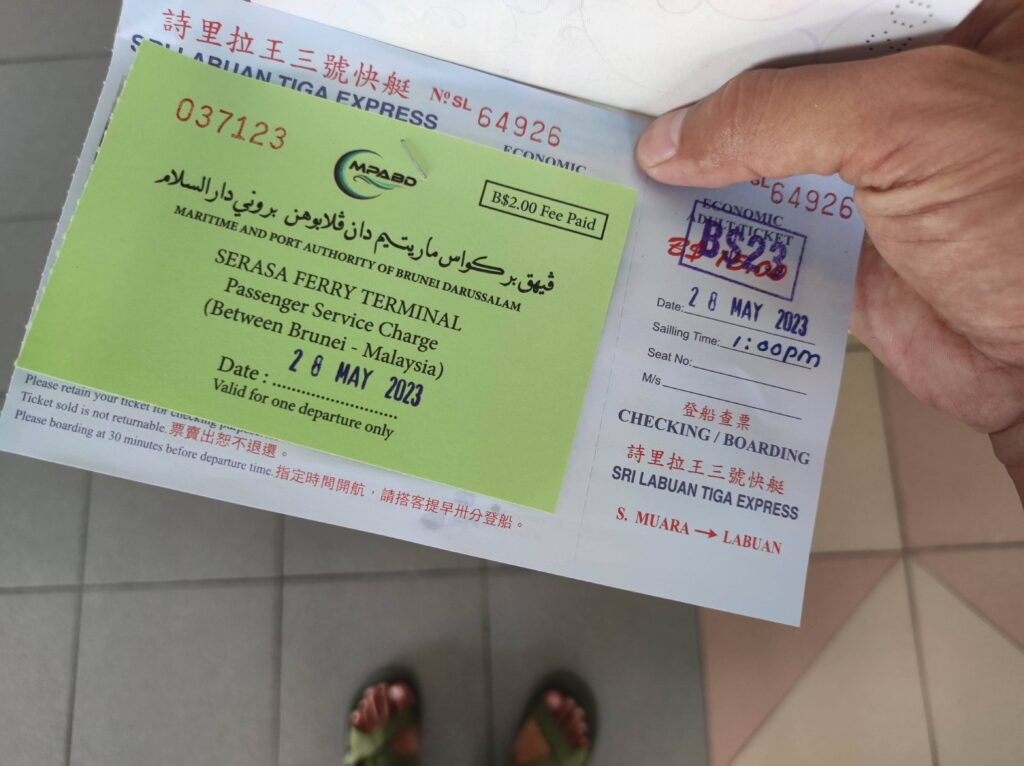 詩里拉王三號快艇 NºSL 64926
SRI LABUAN TIGA EXPRESS
ECONOMIC
037123
MPABD
B$2.00 Fee Paid
ڤيهق برکواس ماريتيم دان ڤلابوهن بروني دارالسلام
MARITIME AND PORT AUTHORITY OF BRUNEI DARUSSALAM
SERASA FERRY TERMINAL
Passenger Service Charge
(Between Brunei - Malaysia)
Date : 28 MAY 2023
Valid for one departure only
Please retain your ticket for checking
Ticket sold is not returnable. 票賣出恕不退還。
Please boarding at 30 minutes before departure time. 指定時間開航，請搭客提早卅分登船。
SL 64926
ECONOMIC
ADULT TICKET
B$23
Date: 28 MAY 2023
Sailling Time: 1:00pm
Seat No:
M/s
登船查票
CHECKING / BOARDING
詩里拉王三號快艇
SRI LABUAN TIGA EXPRESS
S. MUARA → LABUAN